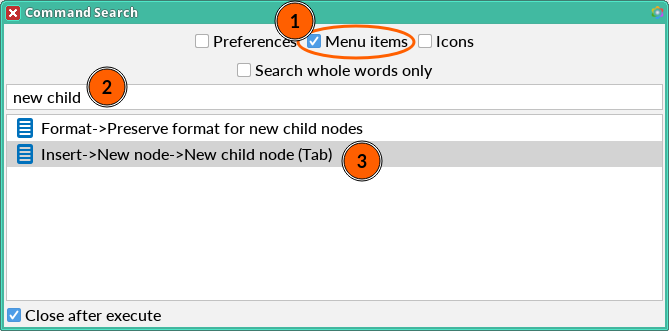 Command Search
1
Preferences Menu items Icons
Search whole words only
2
new child
Format->Preserve format for new child nodes
Insert->New node->New child node (Tab)
3
Close after execute